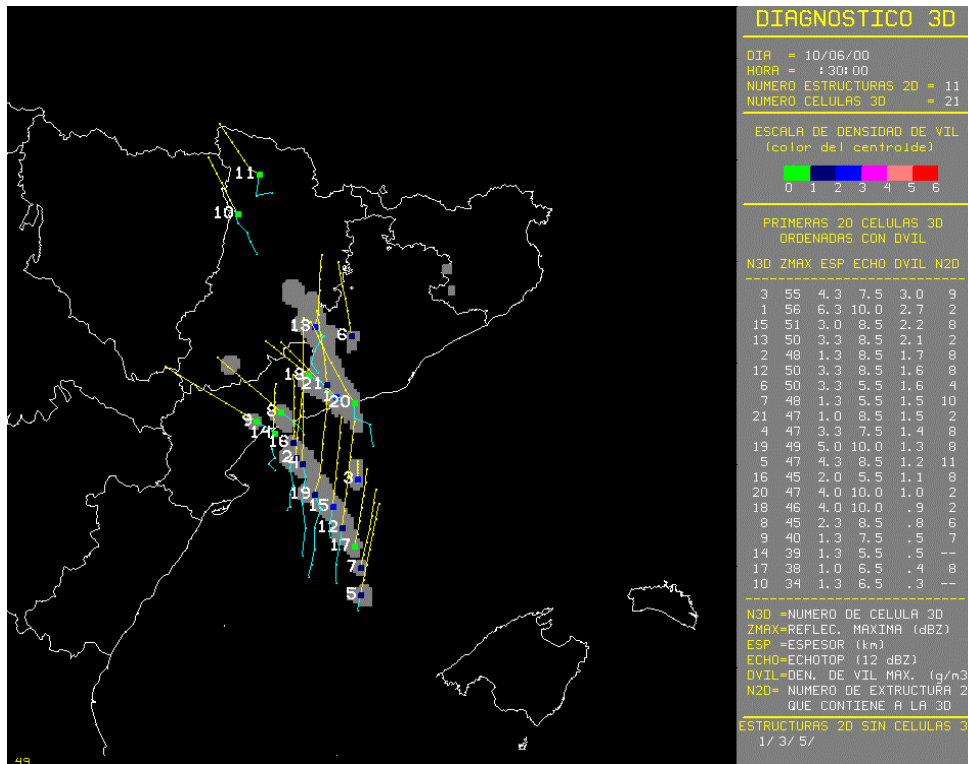 DIAGNOSTICO 3D
DIA = 10/06/00
HORA = :30:00
NUMERO ESTRUCTURAS 2D = 11
NUMERO CELULAS 3D = 21
ESCALA DE DENSIDAD DE VIL
(color del centroide)
0 1 2 3 4 5 6
PRIMERAS 20 CELULAS 3D
ORDENADAS CON DVIL
N3D ZMAX ESP ECHO DVIL N2D
3 55 4.3 7.5 3.0 9
1 56 6.3 10.0 2.7 2
15 51 3.0 8.5 2.2 8
13 50 3.3 8.5 2.1 2
2 48 1.3 8.5 1.7 8
12 50 3.3 8.5 1.6 8
6 50 3.3 5.5 1.6 4
7 48 1.3 5.5 1.5 10
21 47 1.0 8.5 1.5 2
4 47 3.3 7.5 1.4 8
19 49 5.0 10.0 1.3 8
5 47 4.3 8.5 1.2 11
16 45 2.0 5.5 1.1 8
20 47 4.0 10.0 1.0 2
18 46 4.0 10.0 .9 2
8 45 2.3 8.5 .8 6
9 40 1.3 7.5 .5 7
14 39 1.3 5.5 .5 --
17 38 1.0 6.5 .4 8
10 34 1.3 6.5 .3 --
N3D =NUMERO DE CELULA 3D
ZMAX=REFLEC. MAXIMA (dBZ)
ESP =ESPESOR (km)
ECHO=ECHOTOP (12 dBZ)
DVIL=DEN. DE VIL MAX. (g/m3
N2D= NUMERO DE EXTRUCTURA 2
QUE CONTIENE A LA 3D
ESTRUCTURAS 2D SIN CELULAS 3
1/ 3/ 5/
11
10
13
6
18
21
1
20
8
9
14
16
2
4
3
19
15
12
17
7
5
49